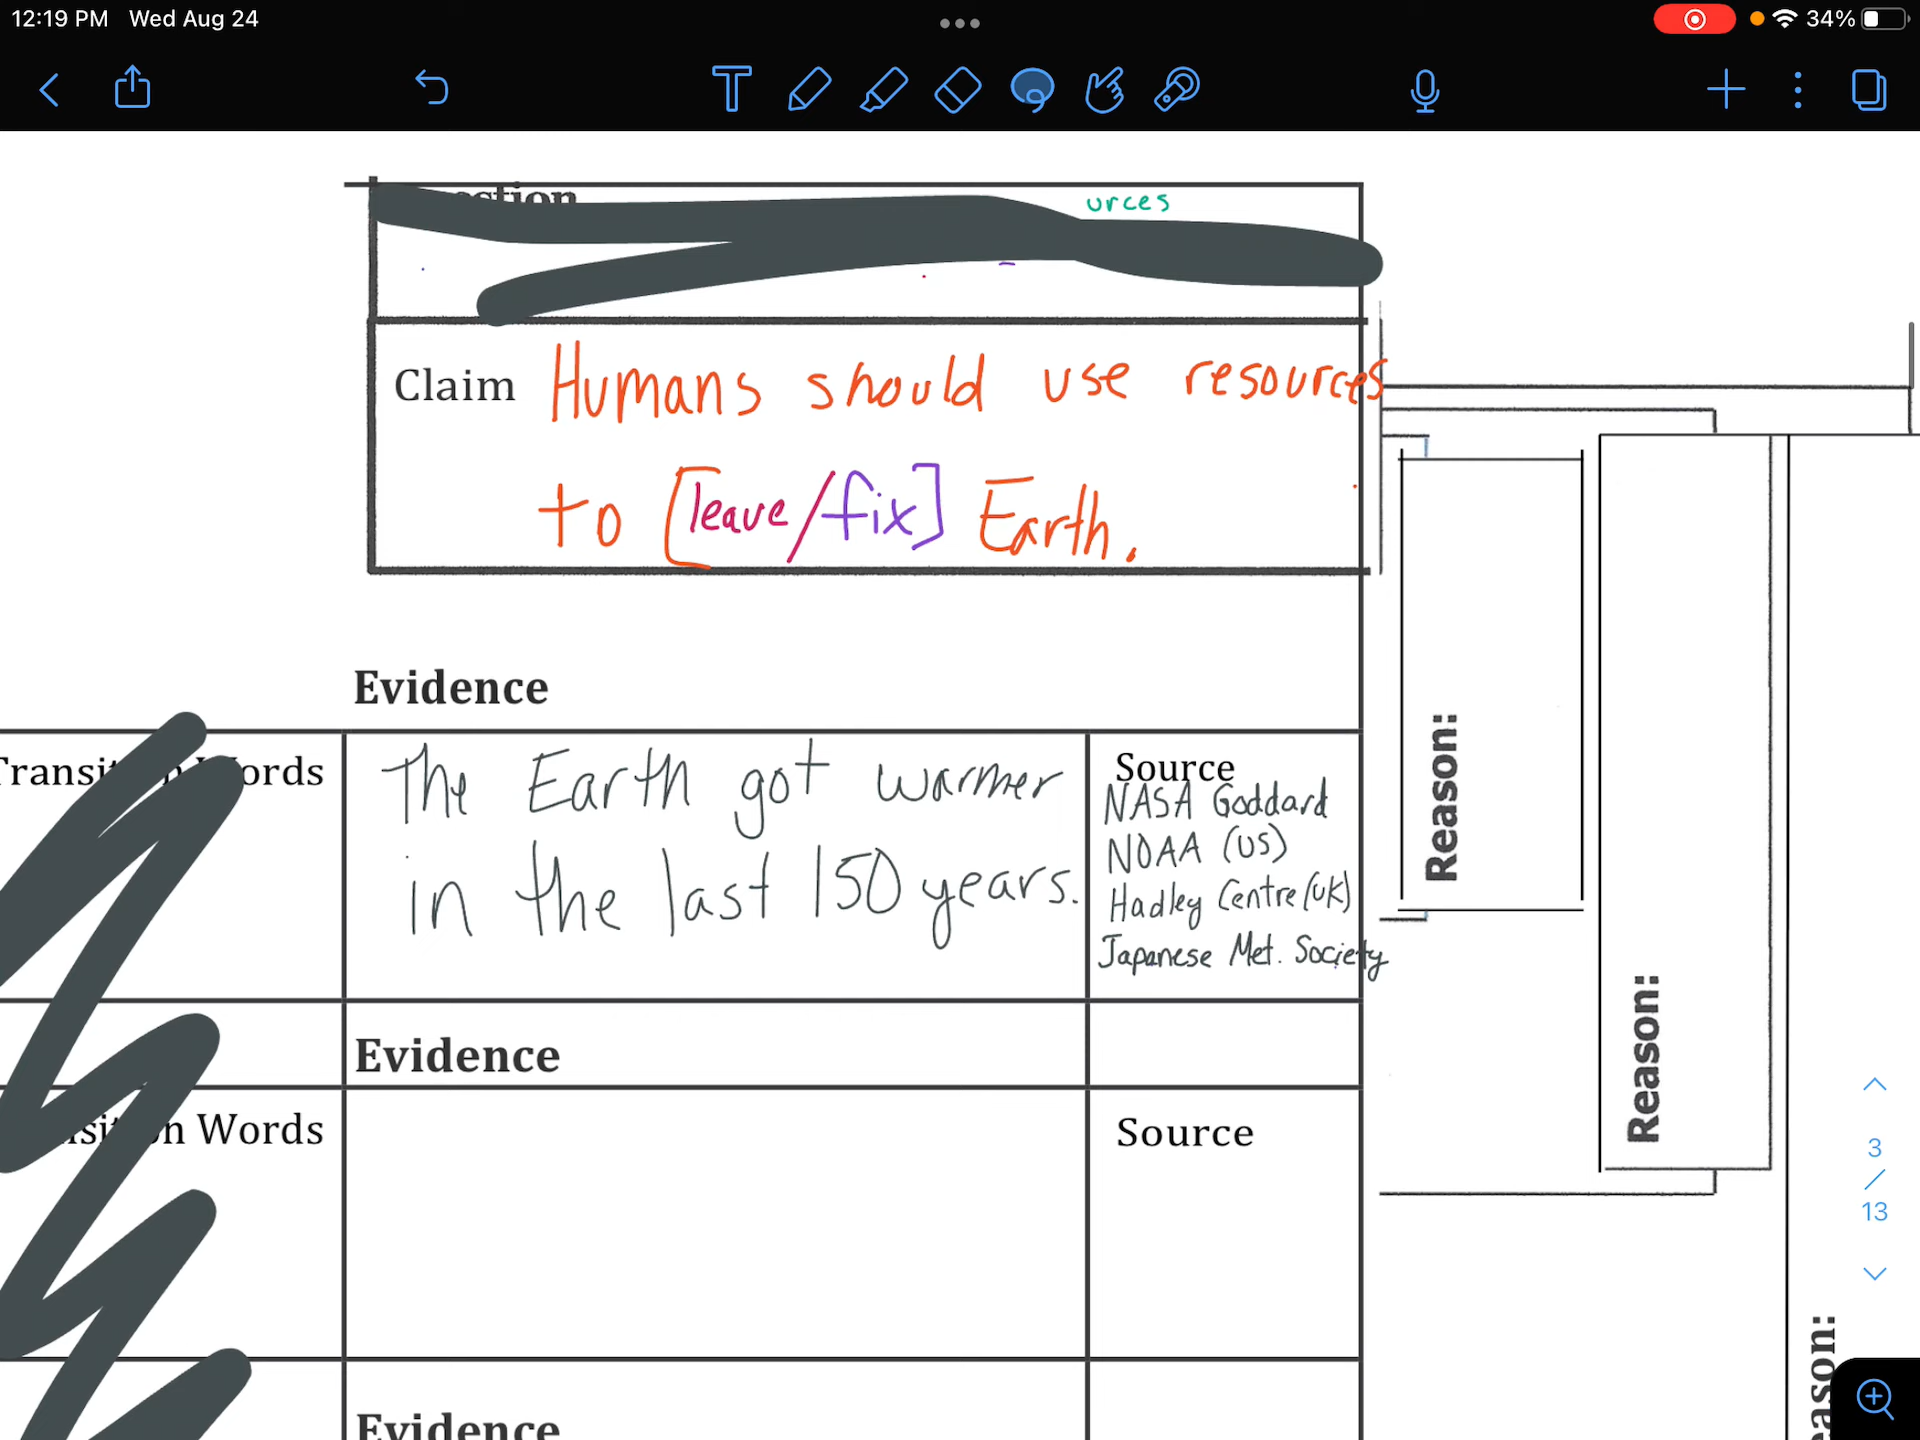 12:19 PM Wed Aug 24
34%
urces
Claim Humans should use resources
to [leave/fix] Earth.
Evidence
Words
The Earth got warmer
in the last 150 years.
Source
NASA Goddard
NOAA (US)
Hadley Centre (UK)
Japanese Met. Society
Evidence
Words
Source
Evidence
Reason:
Reason:
3
/
13